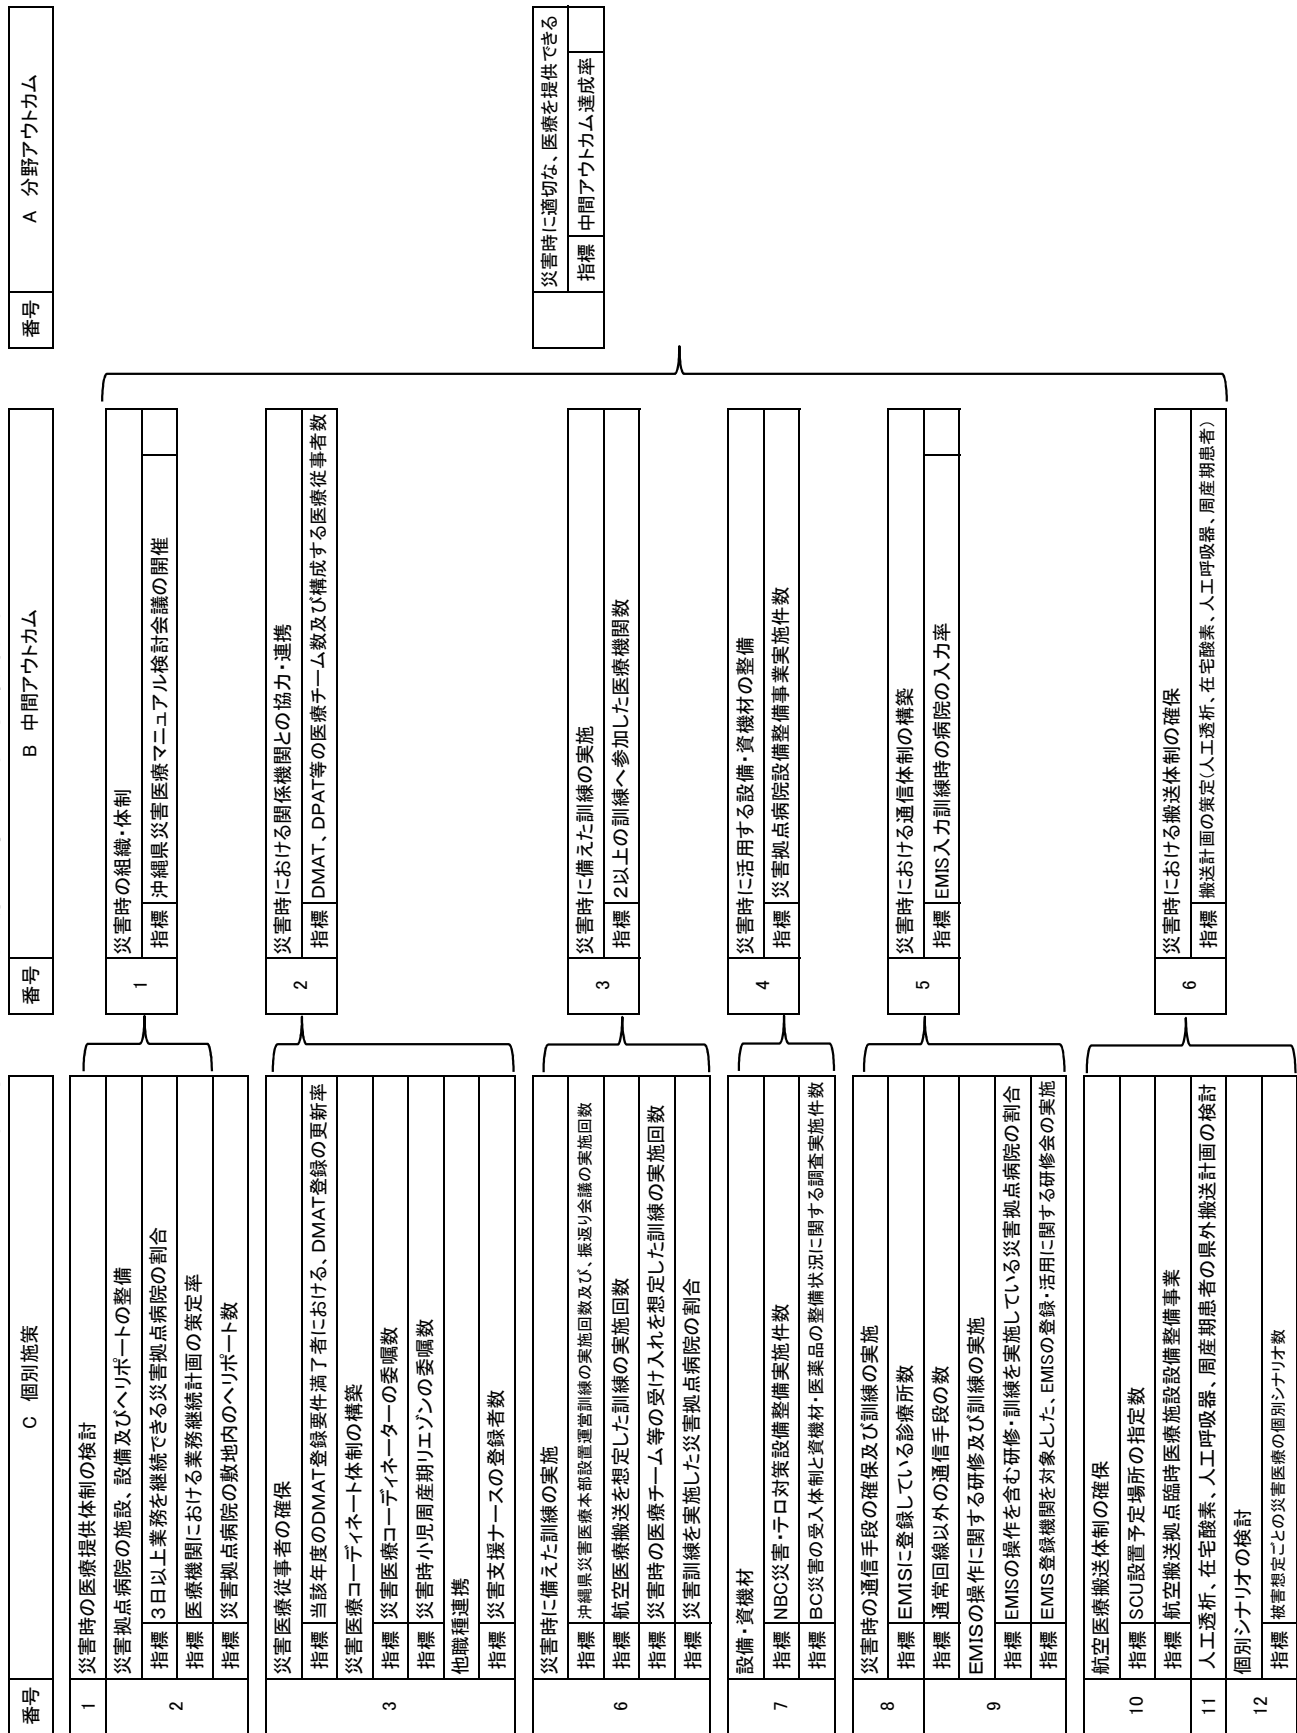 番号
C 個別施策
1
災害時の医療提供体制の検討
2
災害拠点病院の施設、設備及びヘリポートの整備
指標 3日以上業務を継続できる災害拠点病院の割合
指標 医療機関における業務継続計画の策定率
指標 災害拠点病院の敷地内のヘリポート数
3
災害医療従事者の確保
指標 当該年度のDMAT登録要件満了者における、DMAT登録の更新率
災害医療コーディネート体制の構築
指標 災害医療コーディネーターの委嘱数
指標 災害時小児周産期リエゾンの委嘱数
他職種連携
指標 災害支援ナースの登録者数
6
災害時に備えた訓練の実施
指標 沖縄県災害医療本部設置運営訓練の実施回数及び、振返り会議の実施回数
指標 航空医療搬送を想定した訓練の実施回数
指標 災害時の医療チーム等の受け入れを想定した訓練の実施回数
指標 災害訓練を実施した災害拠点病院の割合
7
設備・資機材
指標 NBC災害・テロ対策設備整備実施件数
指標 BC災害の受入体制と資機材・医薬品の整備状況に関する調査実施件数
8
災害時の通信手段の確保及び訓練の実施
指標 EMISに登録している診療所数
9
指標 通常回線以外の通信手段の数
EMISの操作に関する研修及び訓練の実施
指標 EMISの操作を含む研修・訓練を実施している災害拠点病院の割合
指標 EMIS登録機関を対象とした、EMISの登録・活用に関する研修会の実施
10
航空医療搬送体制の確保
指標 SCU設置予定場所の指定数
指標 航空搬送拠点臨時医療施設設備整備事業
11
人工透析、在宅酸素、人工呼吸器、周産期患者の県外搬送計画の検討
12
個別シナリオの検討
指標 被害想定ごとの災害医療の個別シナリオ数
番号
B 中間アウトカム
1
災害時の組織・体制
指標 沖縄県災害医療マニュアル検討会議の開催
2
災害時における関係機関との協力・連携
指標 DMAT、DPAT等の医療チーム数及び構成する医療従事者数
3
災害時に備えた訓練の実施
指標 2以上の訓練へ参加した医療機関数
4
災害時に活用する設備・資機材の整備
指標 災害拠点病院設備整備事業実施件数
5
災害時における通信体制の構築
指標 EMIS入力訓練時の病院の入力率
6
災害時における搬送体制の確保
指標 搬送計画の策定(人工透析、在宅酸素、人工呼吸器、周産期患者)
番号
A 分野アウトカム
災害時に適切な、医療を提供できる
指標 中間アウトカム達成率